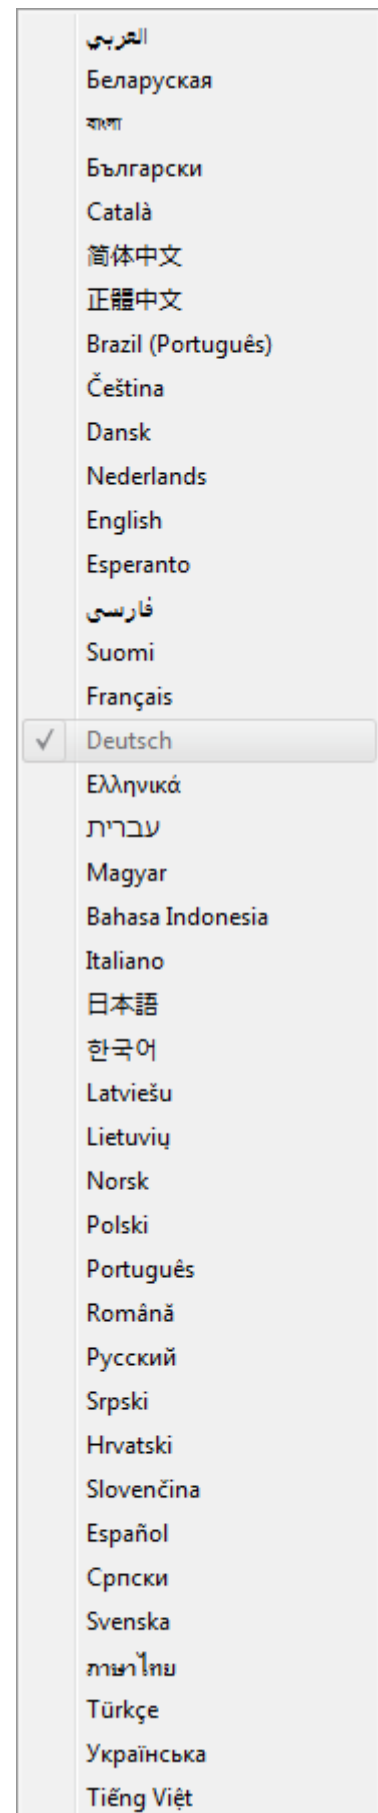 العربي
Беларуская
বাংলা
Български
Català
简体中文
正體中文
Brazil (Português)
Čeština
Dansk
Nederlands
English
Esperanto
فارسی
Suomi
Français
Deutsch
Ελληνικά
עברית
Magyar
Bahasa Indonesia
Italiano
日本語
한국어
Latviešu
Lietuvių
Norsk
Polski
Português
Română
Русский
Srpski
Hrvatski
Slovenčina
Español
Српски
Svenska
ภาษาไทย
Türkçe
Українська
Tiếng Việt